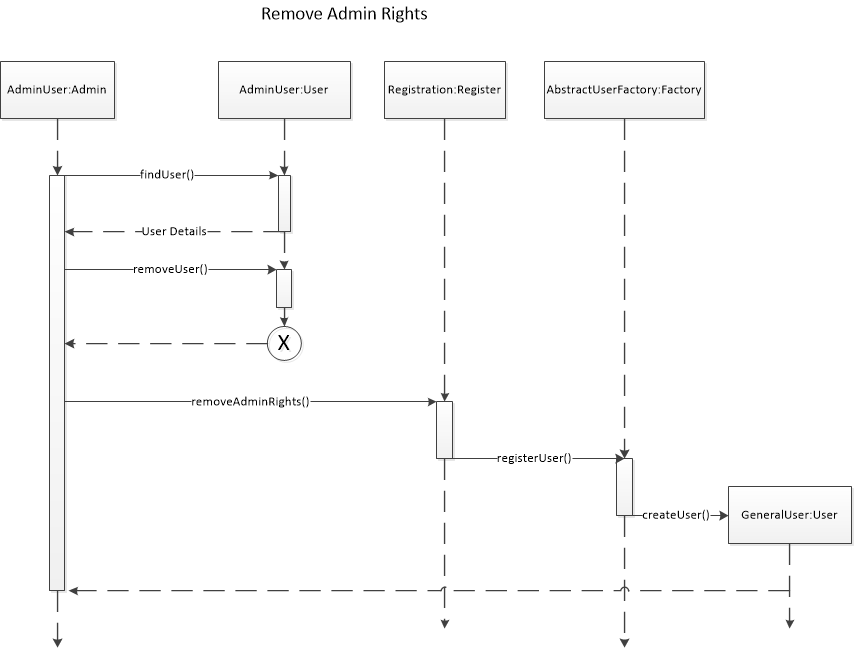 Remove Admin Rights
AdminUser:Admin
AdminUser:User
Registration:Register
AbstractUserFactory:Factory
findUser()
User Details
removeUser()
X
removeAdminRights()
registerUser()
createUser()
GeneralUser:User